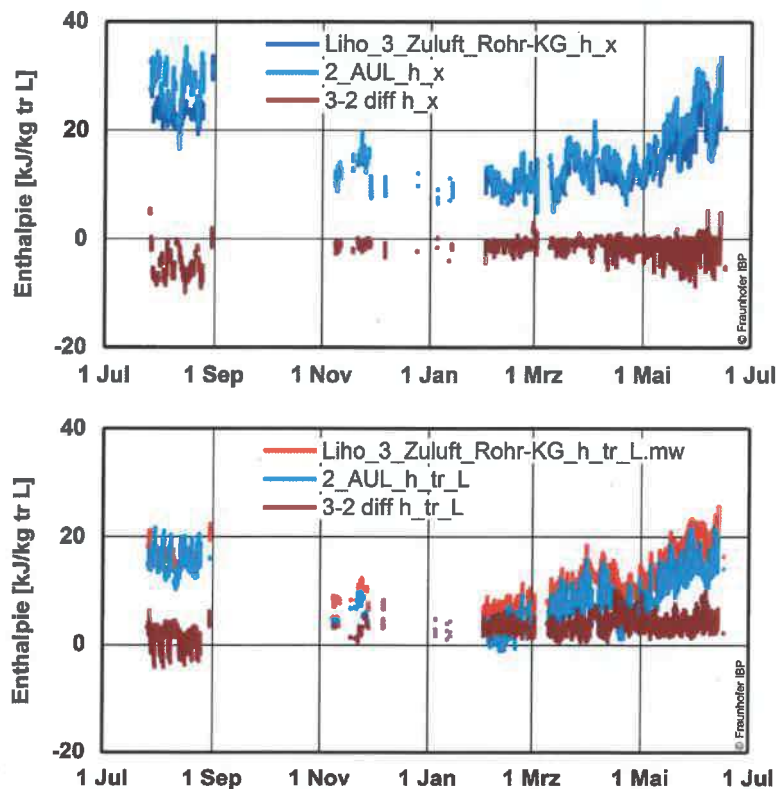 40
Liho_3_Zuluft_Rohr-KG_h_x
2_AUL_h_x
3-2 diff h_x
20
0
-20
Enthalpie [kJ/kg tr L]
© Fraunhofer IBP
1 Jul 1 Sep 1 Nov 1 Jan 1 Mrz 1 Mai 1 Jul
40
Liho_3_Zuluft_Rohr-KG_h_tr_L.mw
2_AUL_h_tr_L
3-2 diff h_tr_L
20
0
-20
Enthalpie [kJ/kg tr L]
© Fraunhofer IBP
1 Jul 1 Sep 1 Nov 1 Jan 1 Mrz 1 Mai 1 Jul